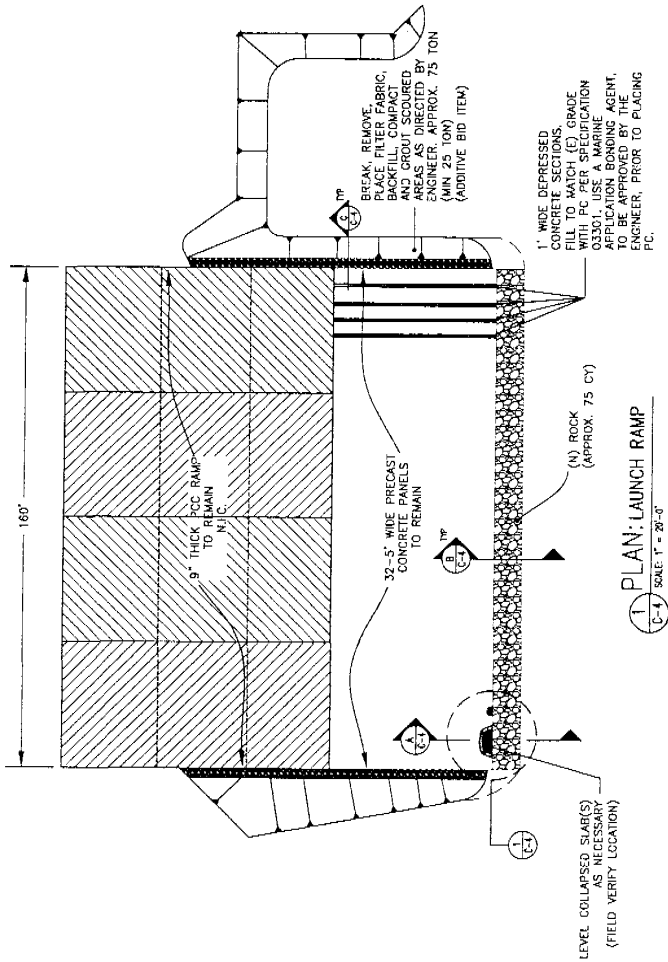 160'
9" THICK PCC RAMP
TO REMAIN
N.I.C.
32-5' WIDE PRECAST
CONCRETE PANELS
TO REMAIN
BREAK, REMOVE,
PLACE FILTER FABRIC,
BACKFILL, COMPACT
AND GROUT SCOURED
AREAS AS DIRECTED BY
ENGINEER. APPROX. 75 TON
(MIN 25 TON)
(ADDITIVE BID ITEM)
C
C-4
TYP
1' WIDE DEPRESSED
CONCRETE SECTIONS,
FILL TO MATCH (E) GRADE
WITH PC PER SPECIFICATION
03301. USE A MARINE
APPLICATION BONDING AGENT,
TO BE APPROVED BY THE
ENGINEER, PRIOR TO PLACING
PC.
(N) ROCK
(APPROX. 75 CY)
B
C-4
TYP
A
C-4
1
C-4
LEVEL COLLAPSED SLAB(S)
AS NECESSARY
(FIELD VERIFY LOCATION)
1
C-4
PLAN: LAUNCH RAMP
SCALE: 1" = 20'-0"